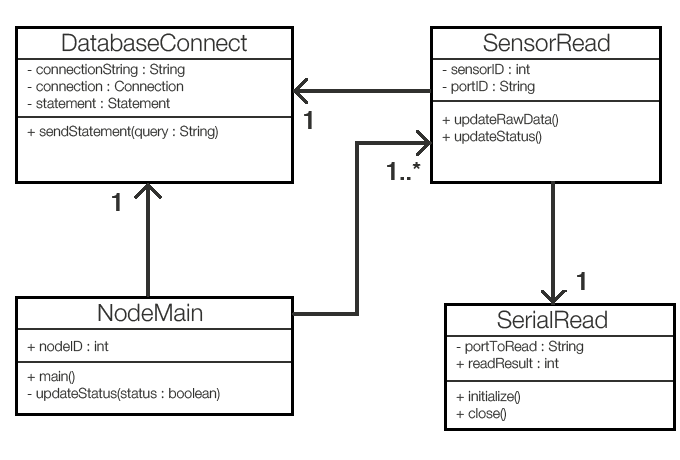 DatabaseConnect
- connectionString : String
- connection : Connection
- statement : Statement
+ sendStatement(query : String)
SensorRead
- sensorID : int
- portID : String
+ updateRawData()
+ updateStatus()
1
1..*
1
1
NodeMain
+ nodeID : int
+ main()
- updateStatus(status : boolean)
SerialRead
- portToRead : String
+ readResult : int
+ initialize()
+ close()